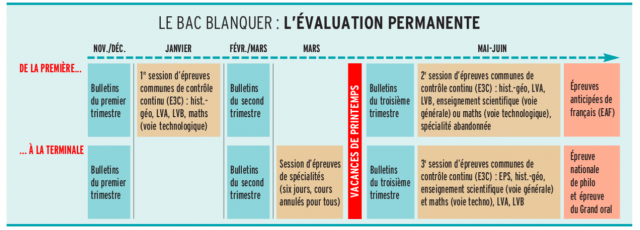 LE BAC BLANQUER : L'ÉVALUATION PERMANENTE
NOV./DÉC.
JANVIER
FÉVR./MARS
MARS
MAI-JUIN
DE LA PREMIÈRE...
Bulletins
du premier
trimestre
1ᵉ session d'épreuves
communes de contrôle
continu (E3C) : hist.-
géo, LVA, LVB, maths
(voie technologique)
Bulletins
du second
trimestre
VACANCES DE PRINTEMPS
Bulletins
du troisième
trimestre
2ᵉ session d'épreuves communes de
contrôle continu (E3C) : hist.-géo, LVA,
LVB, enseignement scientifique (voie
générale) ou maths (voie technologique),
spécialité abandonnée
Épreuves
anticipées de
français (EAF)
... À LA TERMINALE
Bulletins
du premier
trimestre
Bulletins
du second
trimestre
Session d'épreuves
de spécialités
(six jours, cours
annulés pour tous)
Bulletins
du troisième
trimestre
3ᵉ session d'épreuves communes de
contrôle continu (E3C) : EPS, hist.-géo,
enseignement scientifique (voie générale)
et maths (voie techno), LVA, LVB
Épreuve
nationale
de philo
et épreuve
du Grand oral